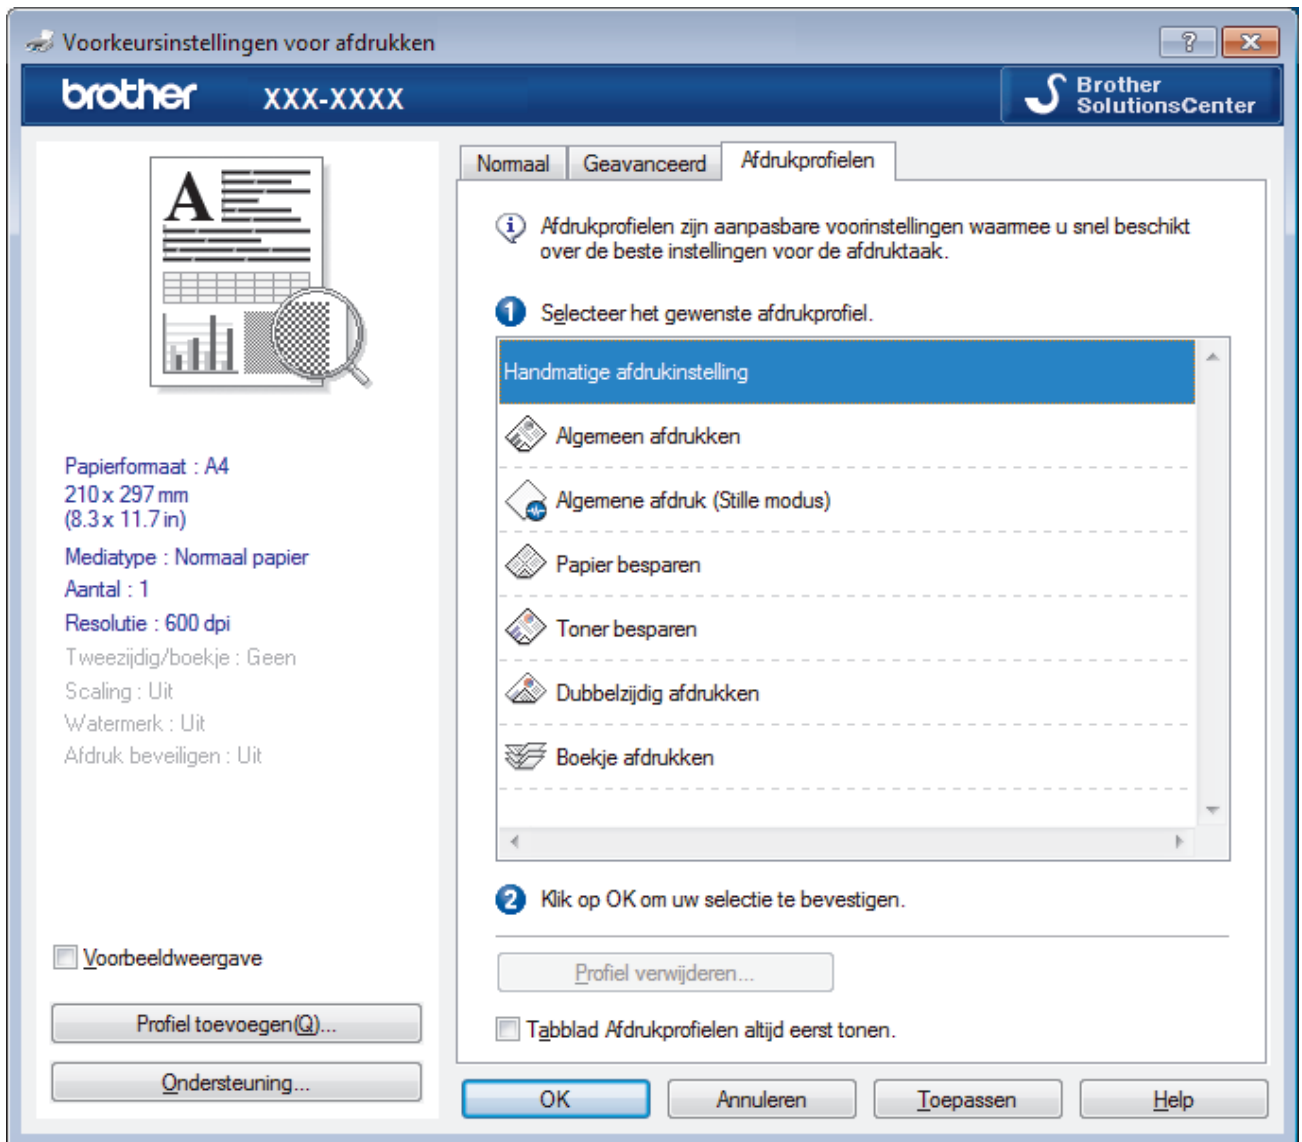 Voorkeursinstellingen voor afdrukken
?
brother XXX-XXXX
Brother
SolutionsCenter
A
Papierformaat : A4
210 x 297 mm
(8.3 x 11.7 in)
Mediatype : Normaal papier
Aantal : 1
Resolutie : 600 dpi
Tweezijdig/boekje : Geen
Scaling : Uit
Watermerk : Uit
Afdruk beveiligen : Uit
Voorbeeldweergave
Profiel toevoegen(Q)...
Ondersteuning...
Normaal
Geavanceerd
Afdrukprofielen
Afdrukprofielen zijn aanpasbare voorinstellingen waarmee u snel beschikt
over de beste instellingen voor de afdruktaak.
1 Selecteer het gewenste afdrukprofiel.
Handmatige afdrukinstelling
Algemeen afdrukken
Algemene afdruk (Stille modus)
Papier besparen
Toner besparen
Dubbelzijdig afdrukken
Boekje afdrukken
2 Klik op OK om uw selectie te bevestigen.
Profiel verwijderen...
Tabblad Afdrukprofielen altijd eerst tonen.
OK
Annuleren
Toepassen
Help